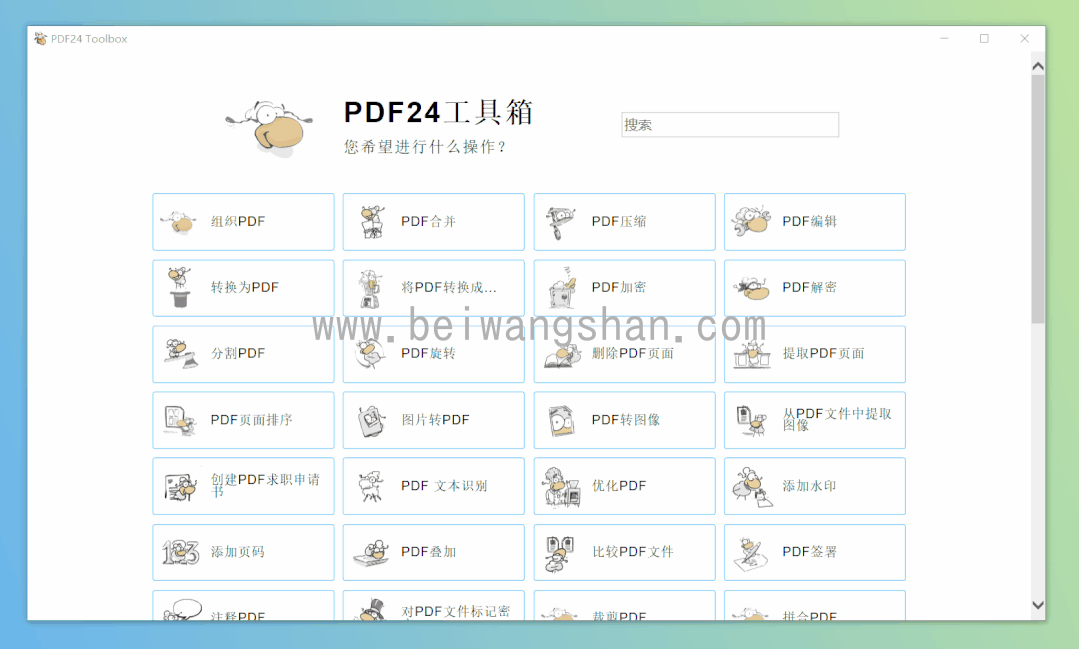 PDF24 Toolbox
PDF24工具箱
您希望进行什么操作?
搜索
组织PDF
PDF合并
PDF压缩
PDF编辑
转换为PDF
将PDF转换成...
PDF加密
PDF解密
www.beiwangshan.com
分割PDF
PDF旋转
删除PDF页面
提取PDF页面
PDF页面排序
图片转PDF
PDF转图像
从PDF文件中提取
图像
创建PDF求职申请
书
PDF 文本识别
优化PDF
添加水印
添加页码
PDF叠加
比较PDF文件
PDF签署
注释PDF
对PDF文件标记密
裁剪PDF
拼合PDF